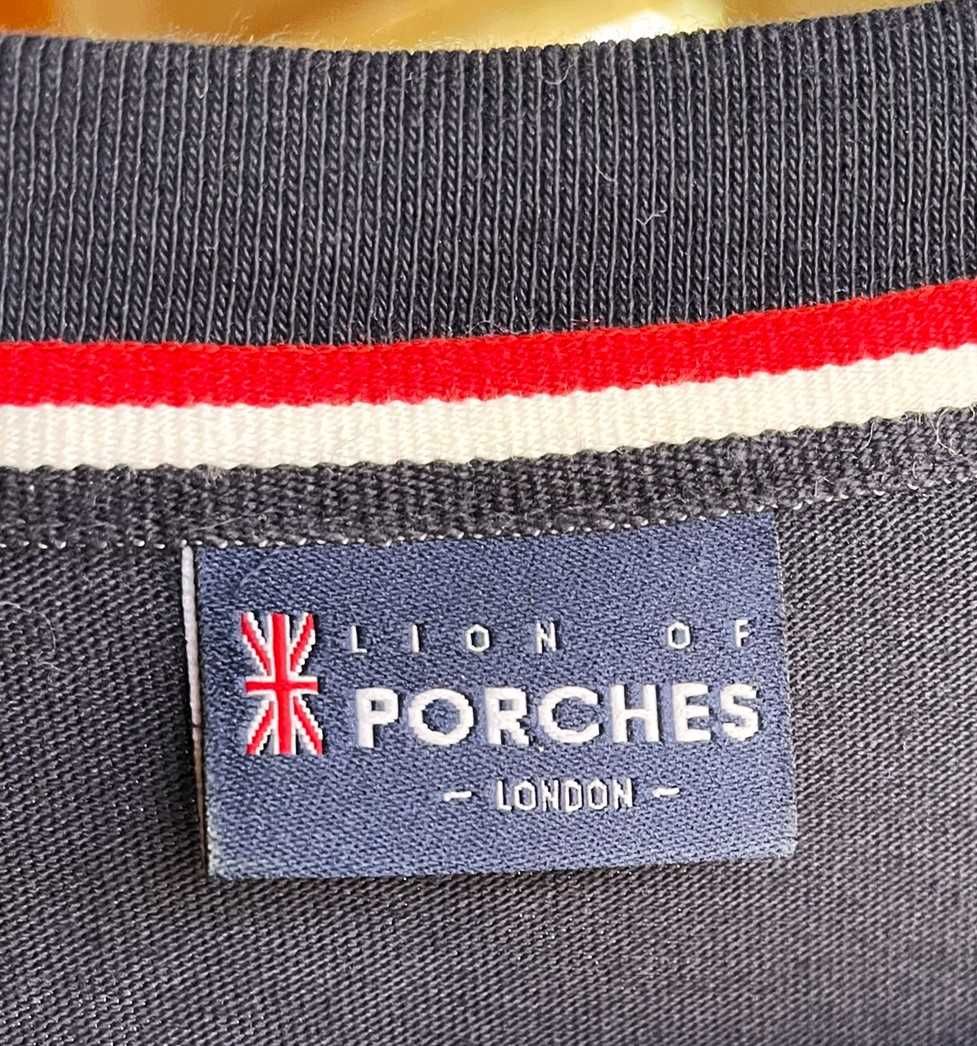 LION OF
PORCHES
- LONDON -